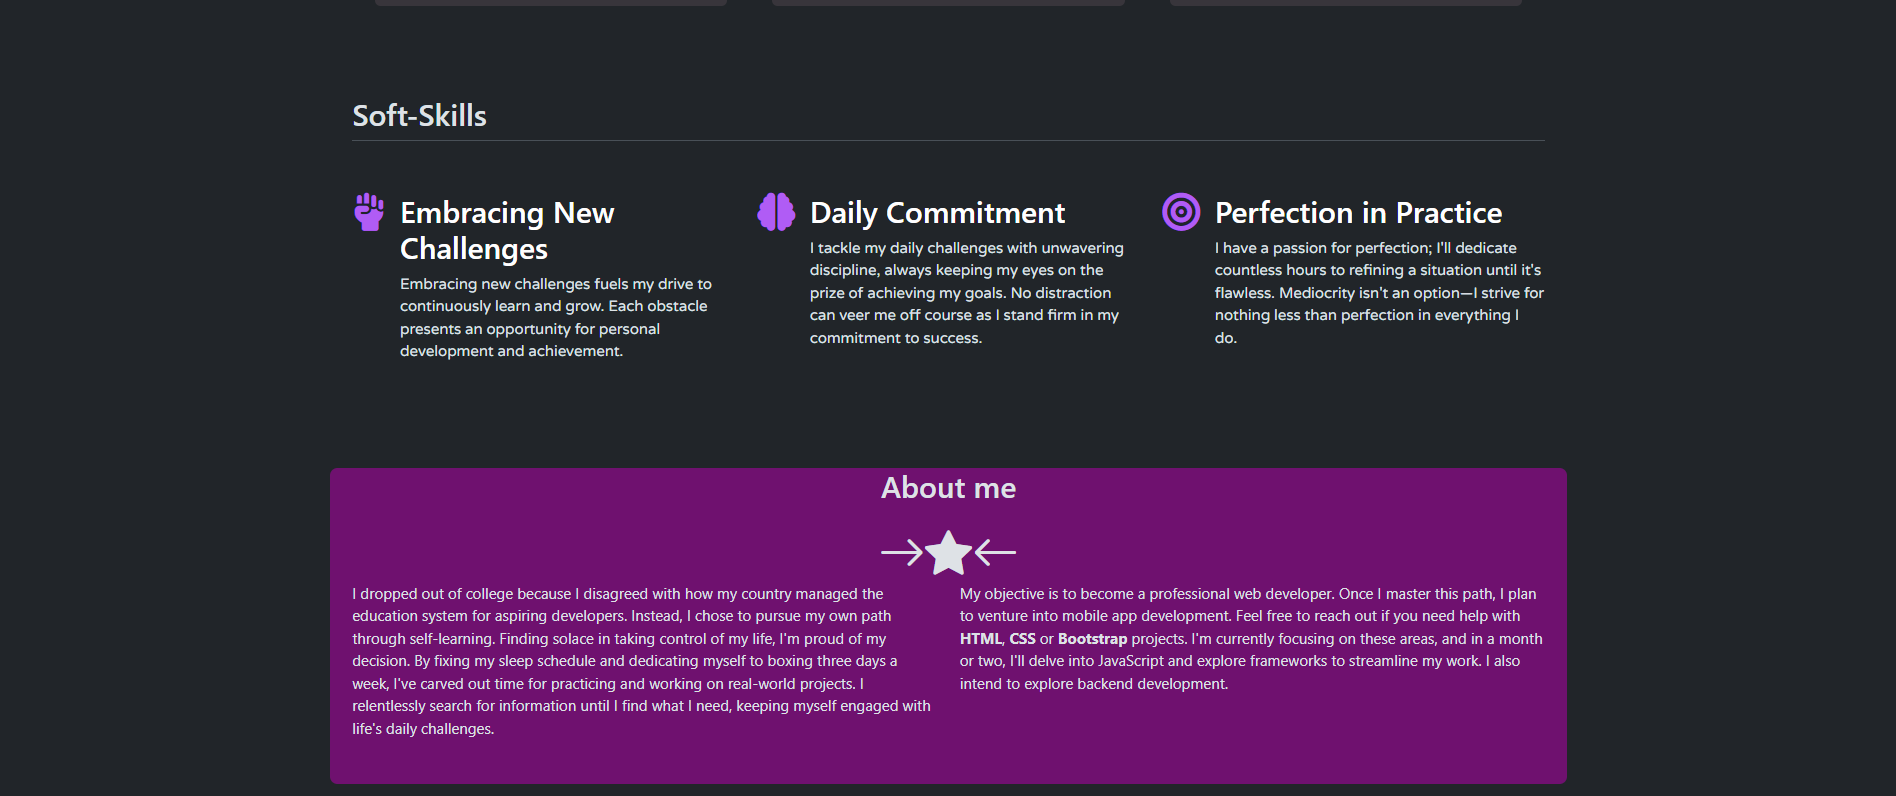 Soft-Skills
Embracing New
Challenges
Embracing new challenges fuels my drive to
continuously learn and grow. Each obstacle
presents an opportunity for personal
development and achievement.
Daily Commitment
I tackle my daily challenges with unwavering
discipline, always keeping my eyes on the
prize of achieving my goals. No distraction
can veer me off course as I stand firm in my
commitment to success.
Perfection in Practice
I have a passion for perfection; I'll dedicate
countless hours to refining a situation until it's
flawless. Mediocrity isn't an option—I strive for
nothing less than perfection in everything I
do.
About me
I dropped out of college because I disagreed with how my country managed the
education system for aspiring developers. Instead, I chose to pursue my own path
through self-learning. Finding solace in taking control of my life, I'm proud of my
decision. By fixing my sleep schedule and dedicating myself to boxing three days a
week, I've carved out time for practicing and working on real-world projects. I
relentlessly search for information until I find what I need, keeping myself engaged with
life's daily challenges.
My objective is to become a professional web developer. Once I master this path, I plan
to venture into mobile app development. Feel free to reach out if you need help with
HTML, CSS or Bootstrap projects. I'm currently focusing on these areas, and in a month
or two, I'll delve into JavaScript and explore frameworks to streamline my work. I also
intend to explore backend development.